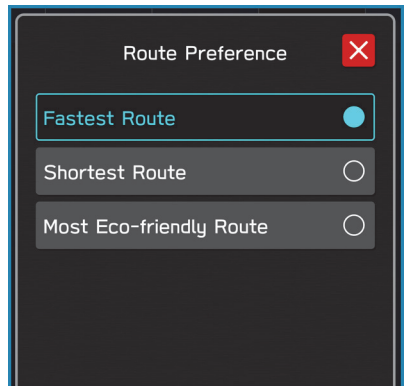 Route Preference
Fastest Route
Shortest Route
Most Eco-friendly Route